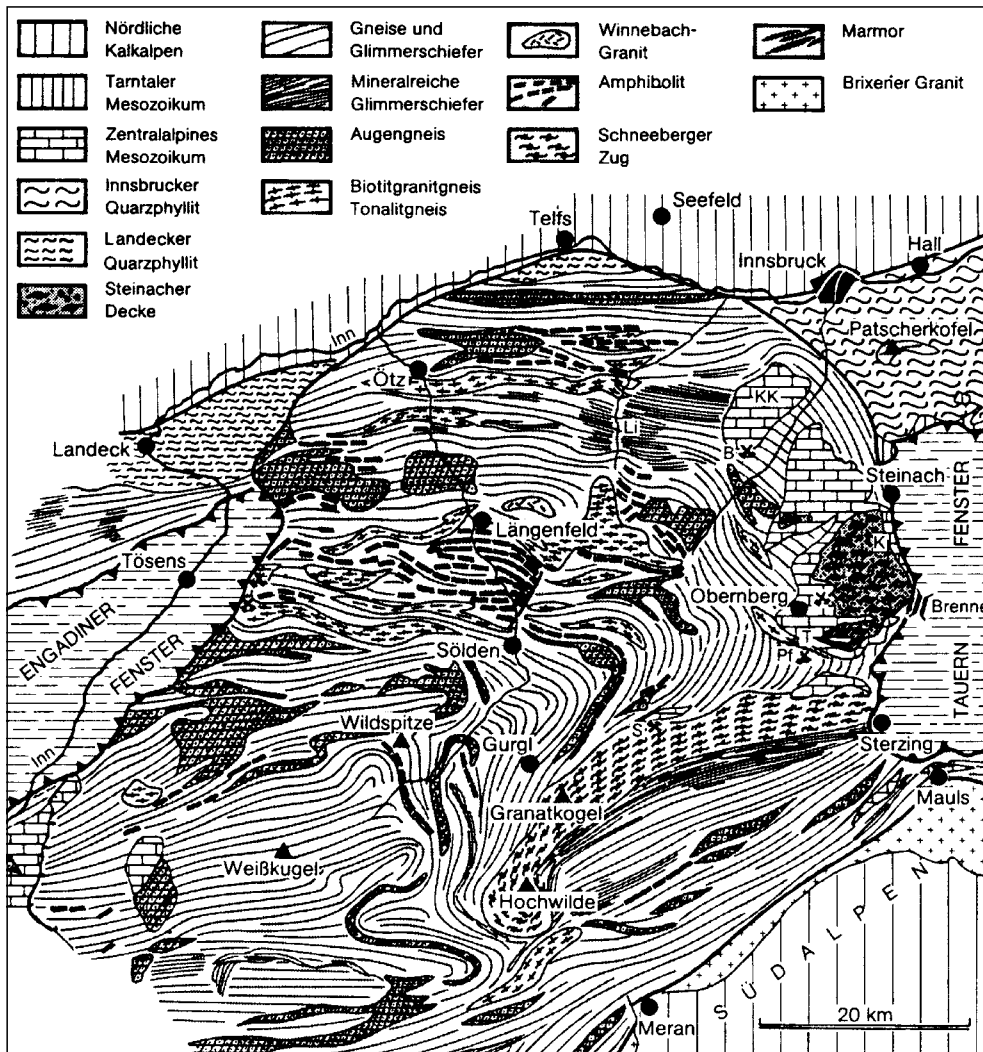 Nördliche
Kalkalpen
Tarntaler
Mesozoikum
Zentralalpines
Mesozoikum
Innsbrucker
Quarzphyllit
Landecker
Quarzphyllit
Steinacher
Decke
Gneise und
Glimmerschiefer
Mineralreiche
Glimmerschiefer
Augengneis
Biotitgranitgneis
Tonalitgneis
Winnebach-
Granit
Amphibolit
Schneeberger
Zug
Marmor
Brixener Granit
Seefeld
Telfs
Hall
Innsbruck
Inn
Patscherkofel
Ötz
KK
Li
Landeck
B
Steinach
Längenfeld
K
FENSTER
Tösens
Obernberg
Brenne
T
ENGADINER
FENSTER
Pf
Sölden
TAUERN
Wildspitze
S
Gurgl
Sterzing
Inn
Mauls
Granatkogel
Weißkugel
Hochwilde
SÜDALPEN
Meran
20 km